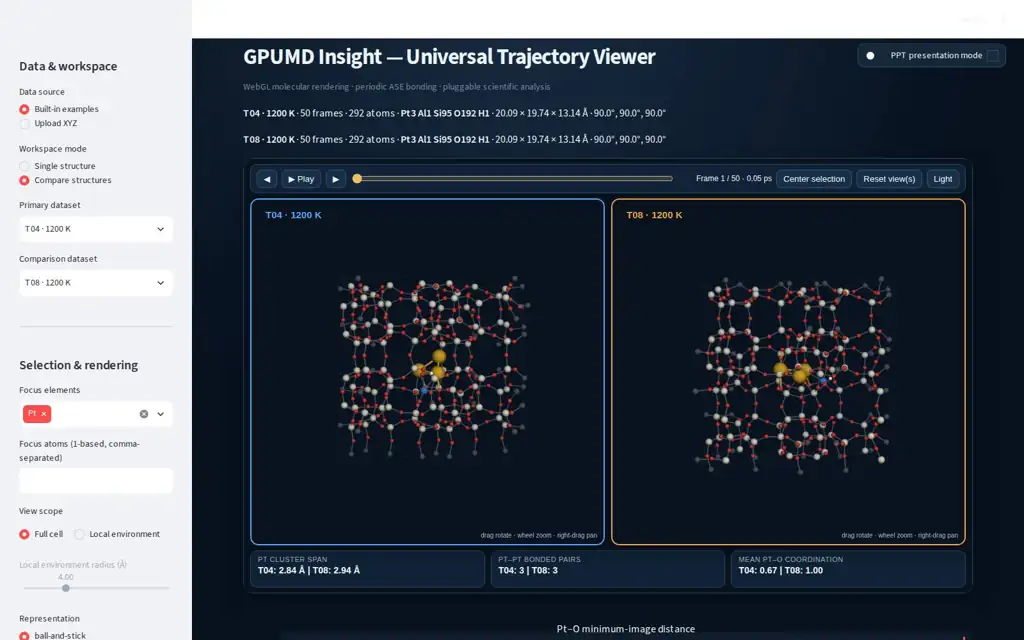 Data & workspace
Data source
Built-in examples
Upload XYZ
Workspace mode
Single structure
Compare structures
Primary dataset
T04 · 1200 K
Comparison dataset
T08 · 1200 K
Selection & rendering
Focus elements
Pt ×
Focus atoms (1-based, comma-
separated)
View scope
Full cell
Local environment
Local environment radius (Å)
4.00
Representation
ball-and-stick
GPUMD Insight — Universal Trajectory Viewer
PPT presentation mode
WebGL molecular rendering · periodic ASE bonding · pluggable scientific analysis
T04 · 1200 K · 50 frames · 292 atoms · Pt3 Al1 Si95 O192 H1 · 20.09 × 19.74 × 13.14 Å · 90.0°, 90.0°, 90.0°
T08 · 1200 K · 50 frames · 292 atoms · Pt3 Al1 Si95 O192 H1 · 20.09 × 19.74 × 13.14 Å · 90.0°, 90.0°, 90.0°
◀ ▶ Play ▶ Frame 1 / 50 · 0.05 ps Center selection Reset view(s) Light
T04 · 1200 K
drag rotate · wheel zoom · right-drag pan
T08 · 1200 K
drag rotate · wheel zoom · right-drag pan
PT CLUSTER SPAN
T04: 2.84 Å | T08: 2.94 Å
PT–PT BONDED PAIRS
T04: 3 | T08: 3
MEAN PT–O COORDINATION
T04: 0.67 | T08: 1.00
Pt–O minimum-image distance